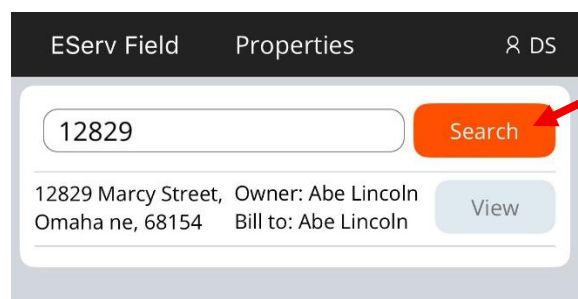 EServ Field Properties DS
12829 Search
12829 Marcy Street, Owner: Abe Lincoln View
Omaha ne, 68154 Bill to: Abe Lincoln